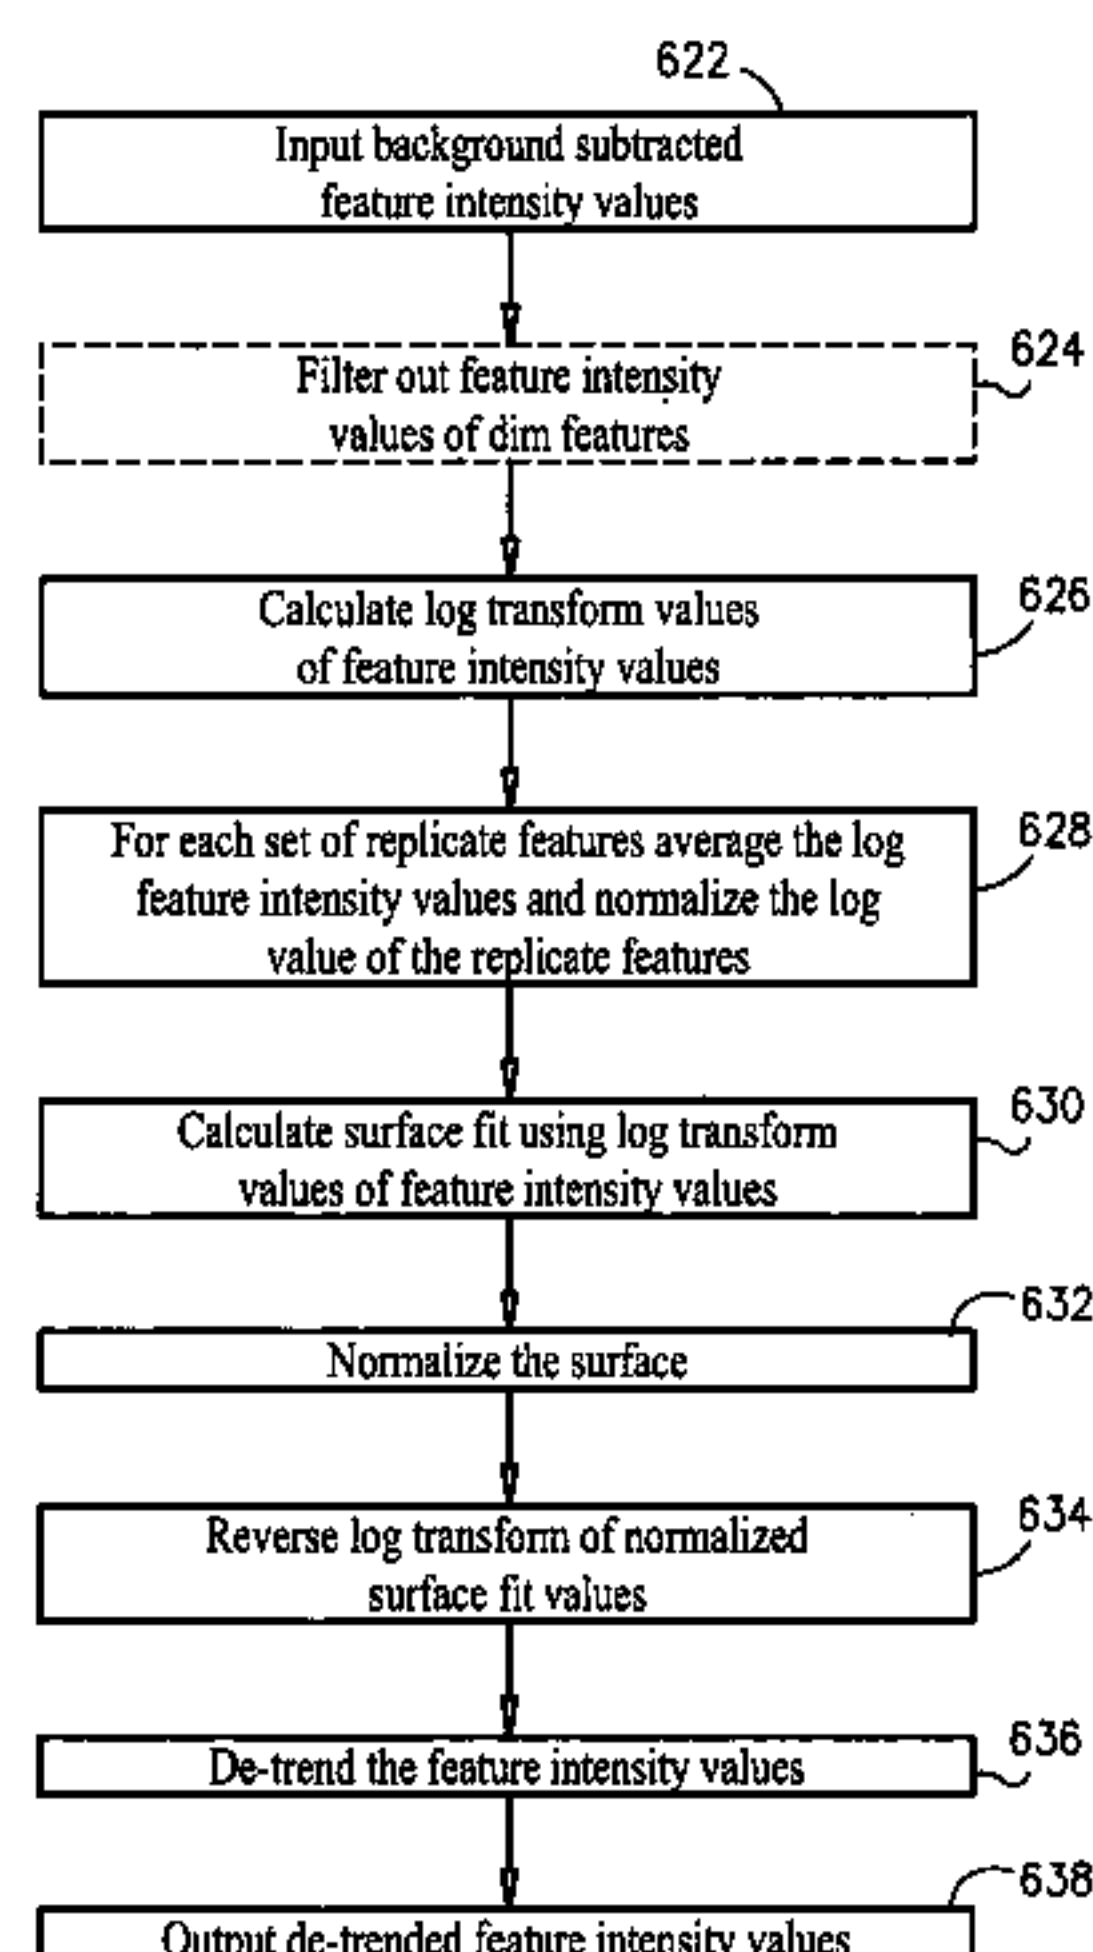 622
Input background subtracted
feature intensity values
624
Filter out feature intensity
values of dim features
626
Calculate log transform values
of feature intensity values
628
For each set of replicate features average the log
feature intensity values and normalize the log
value of the replicate features
630
Calculate surface fit using log transform
values of feature intensity values
632
Normalize the surface
634
Reverse log transform of normalized
surface fit values
636
De-trend the feature intensity values
638
Output de-trended feature intensity values